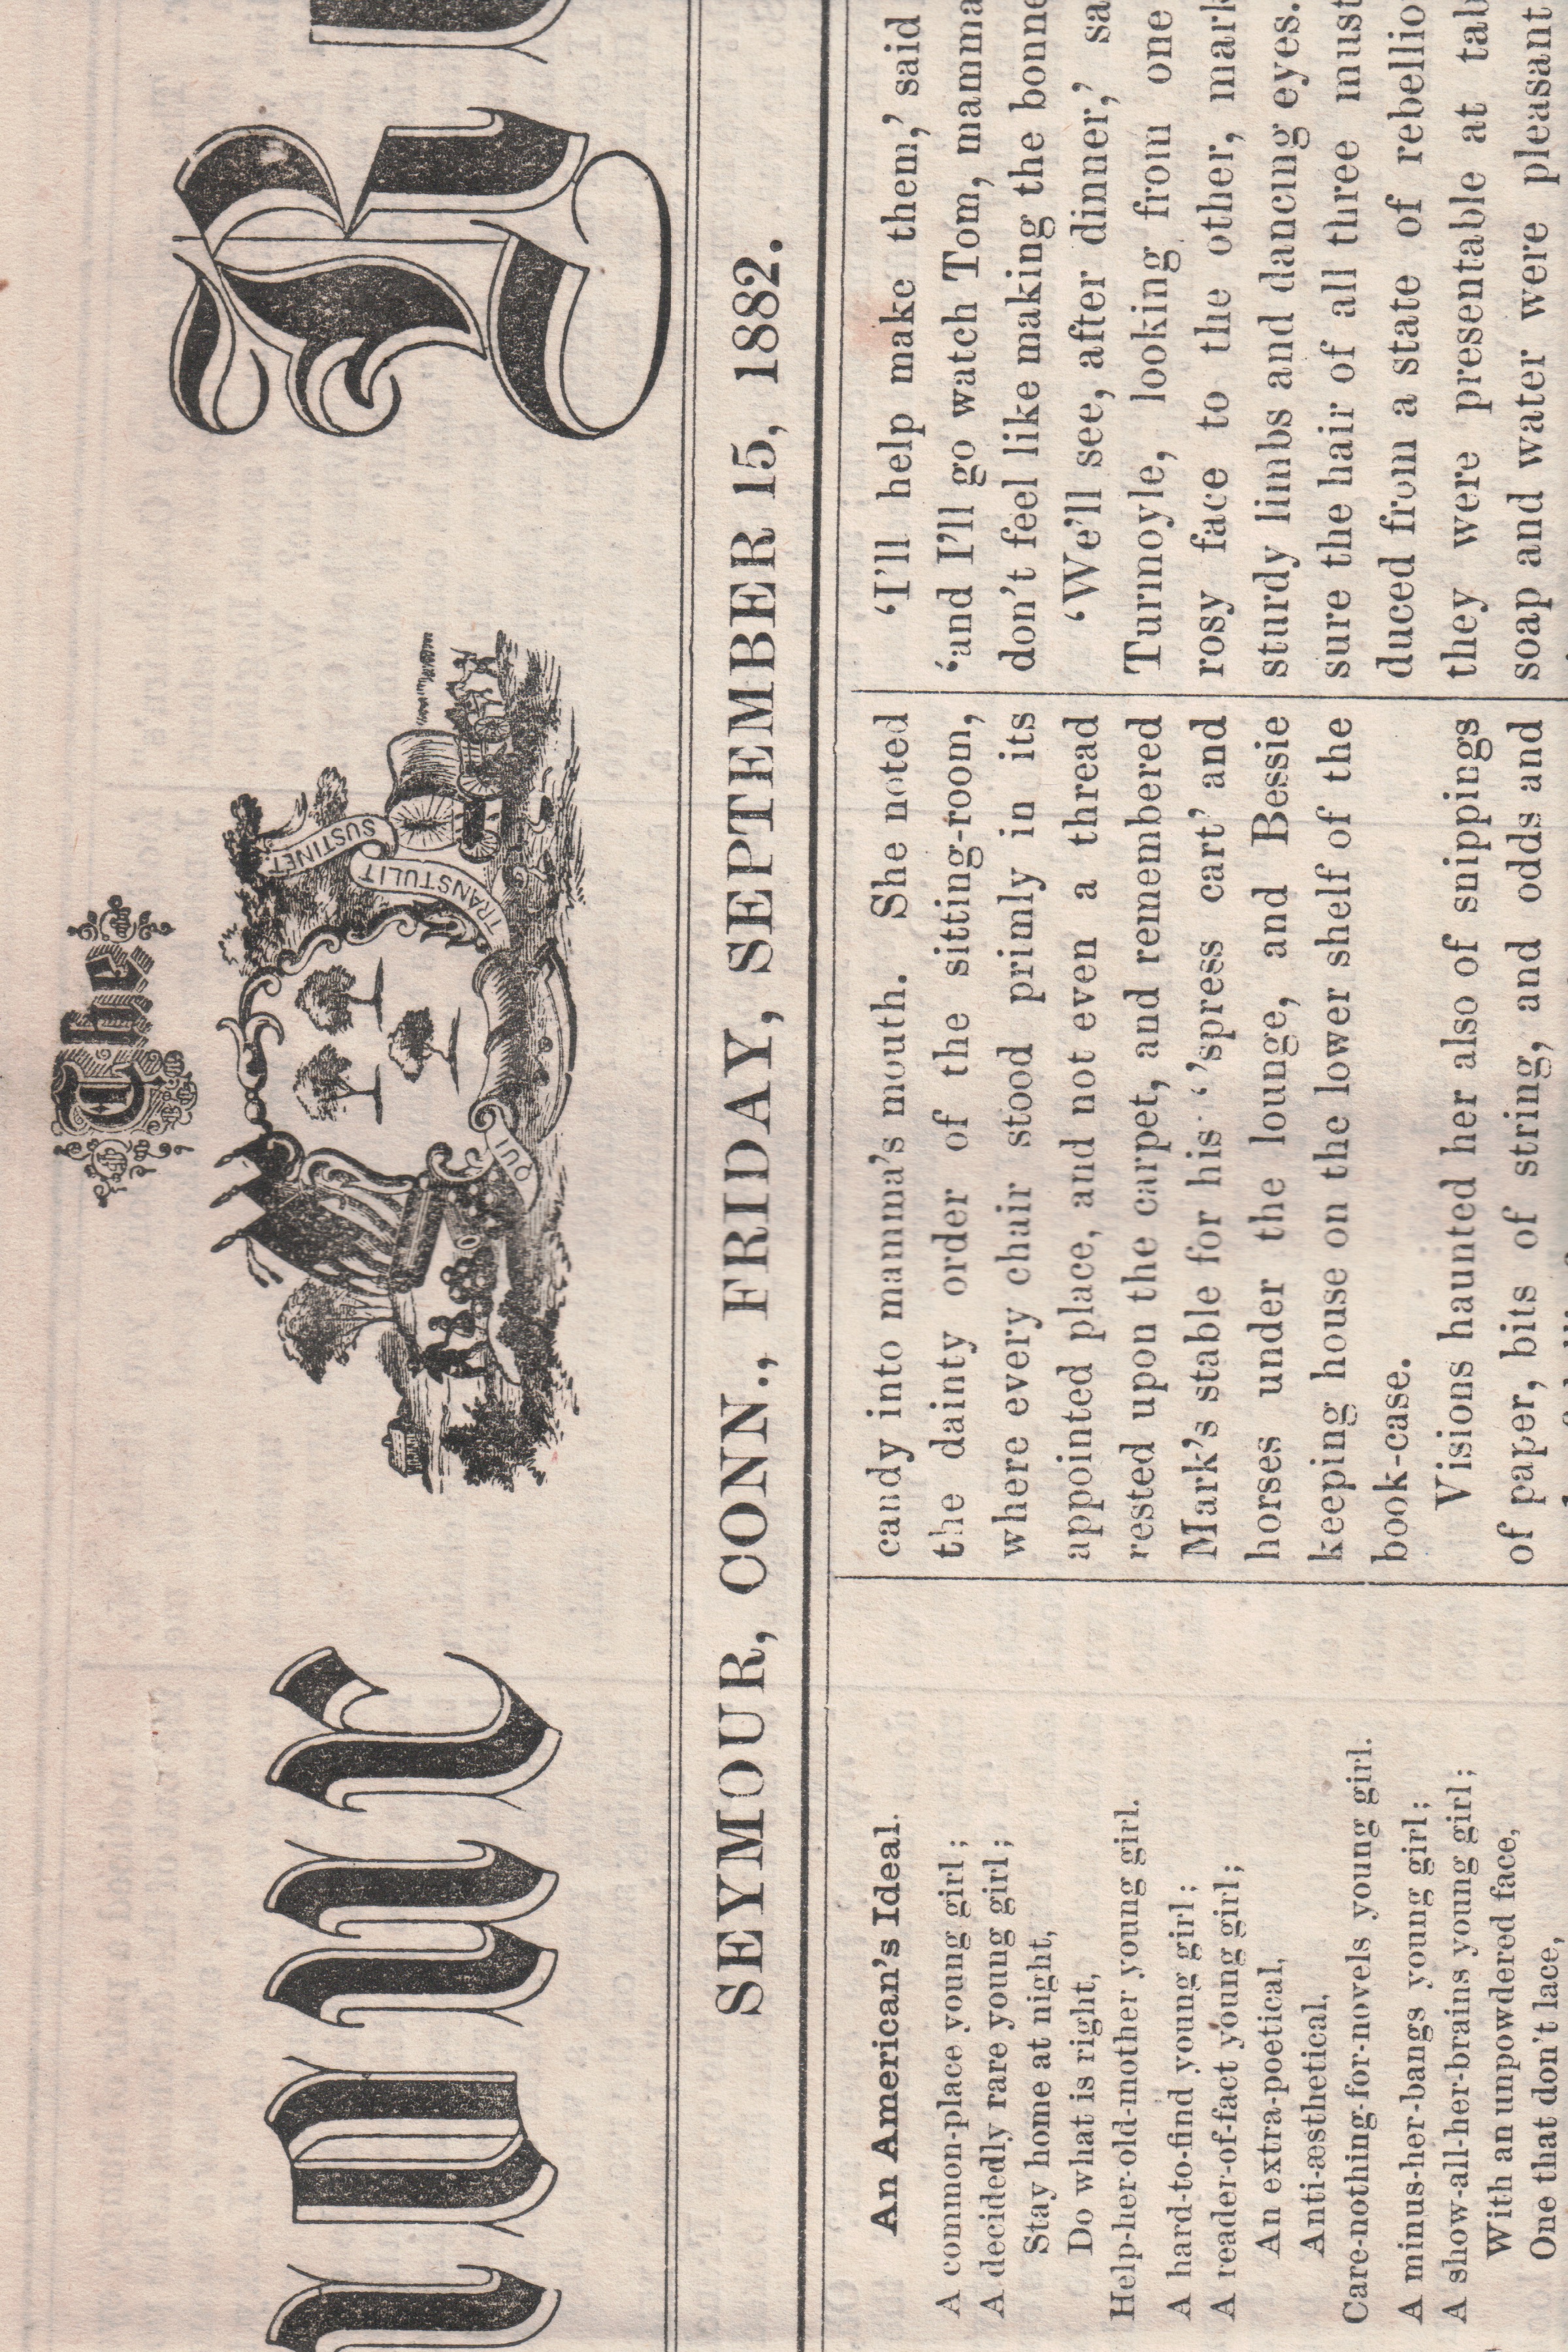 The
QUI TRANSTULIT SUSTINET
SEYMOUR, CONN., FRIDAY, SEPTEMBER 15, 1882.
An American's Ideal.
A common-place young girl;
A decidedly rare young girl;
Stay home at night,
Do what is right,
Help-her-old-mother young girl.
A hard-to-find young girl;
A reader-of-fact young girl;
An extra-poetical,
Anti-æsthetical,
Care-nothing-for-novels young girl.
A minus-her-bangs young girl;
A show-all-her-brains young girl;
With an unpowdered face,
One that don't lace,
candy into mamma's mouth. She noted
the dainty order of the sitting-room,
where every chair stood primly in its
appointed place, and not even a thread
rested upon the carpet, and remembered
Mark's stable for his ‘'spress cart’ and
horses under the lounge, and Bessie
keeping house on the lower shelf of the
book-case.
Visions haunted her also of snippings
of paper, bits of string, and odds and
‘I'll help make them,’ said
‘and I'll go watch Tom, mamma
don't feel like making the bonne
‘We'll see, after dinner,’ sa
Turmoyle, looking from one
rosy face to the other, mark
sturdy limbs and dancing eyes.
sure the hair of all three must
duced from a state of rebellio
they were presentable at tab
soap and water were pleasant